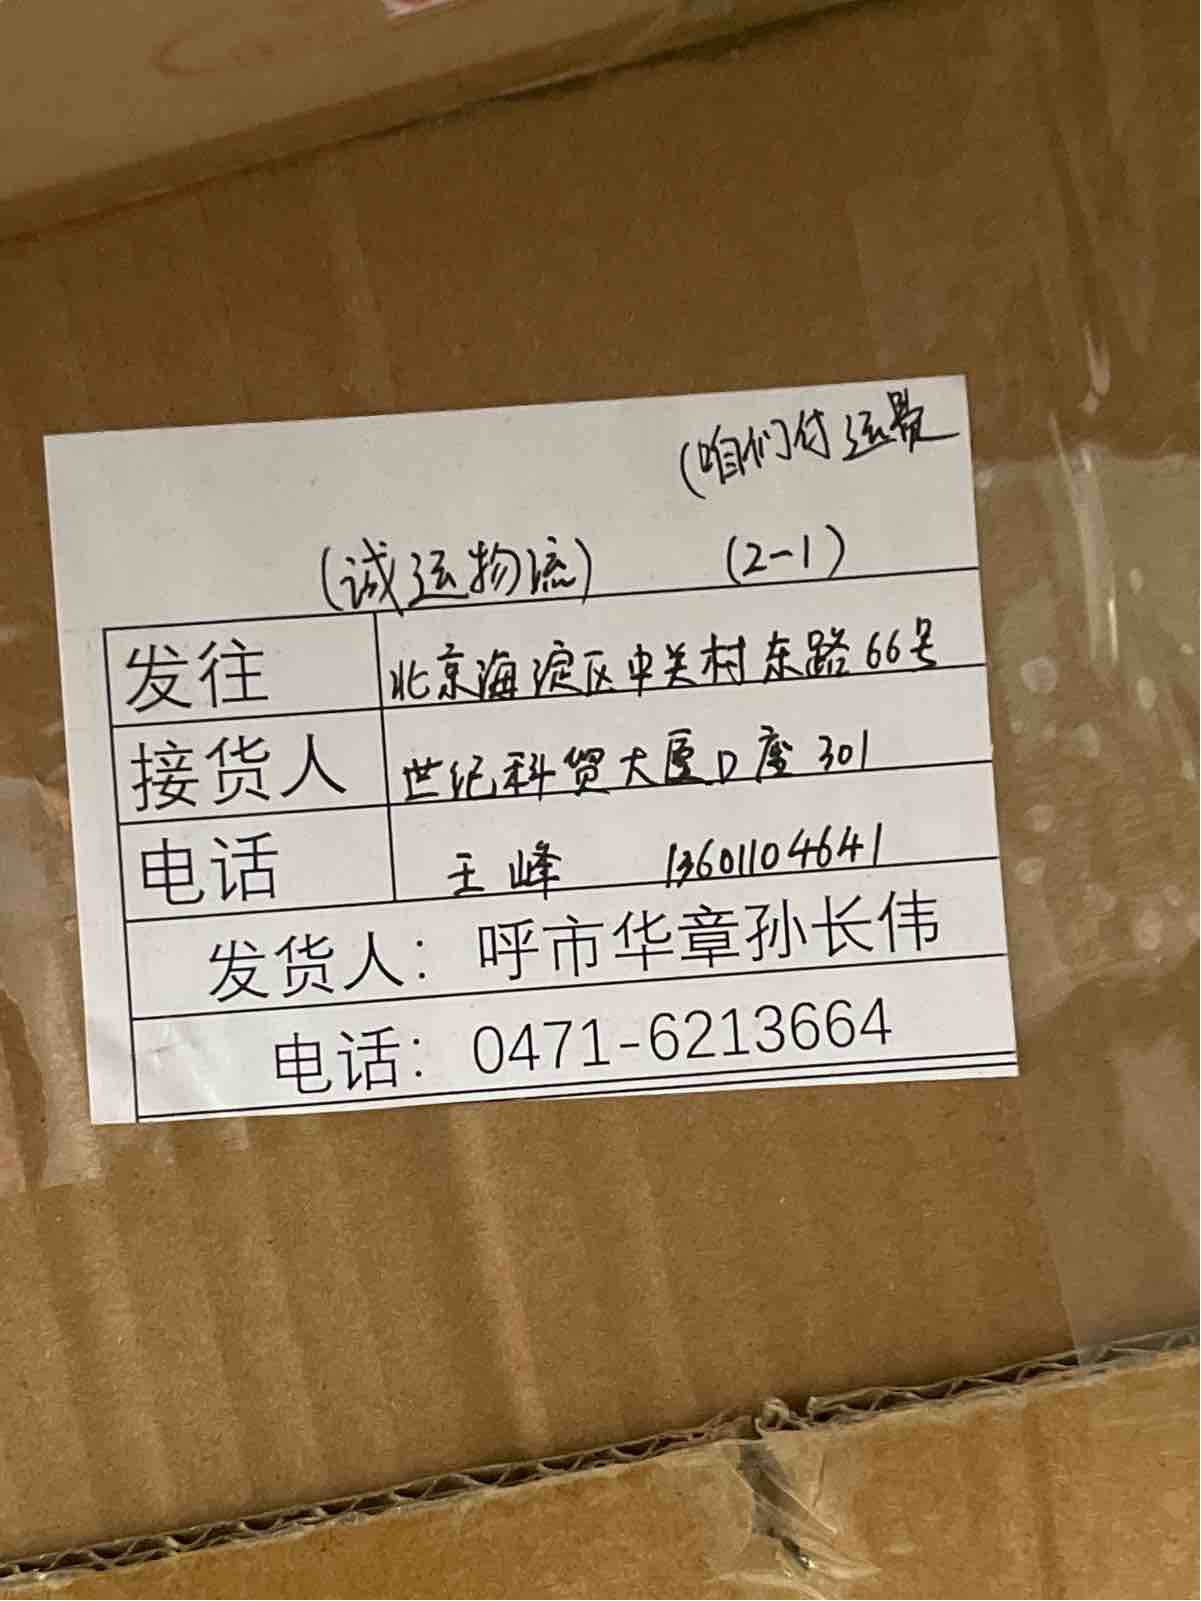 (咱们付运费
(诚运物流) (2-1)
发往 北京海淀区中关村东路66号
接货人 世纪科贸大厦D座301
电话 王峰 13601104641
发货人：呼市华章孙长伟
电话：0471-6213664